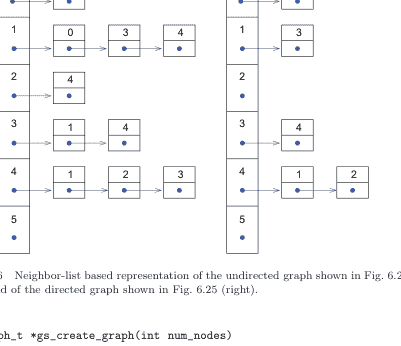 1 0 3 4 1 3
2 4 2
3 1 4 3 4
4 1 2 3 4 1 2
5 5
6 Neighbor-list based representation of the undirected graph shown in Fig. 6.2
d of the directed graph shown in Fig. 6.25 (right).
ph_t *gs_create_graph(int num_nodes)